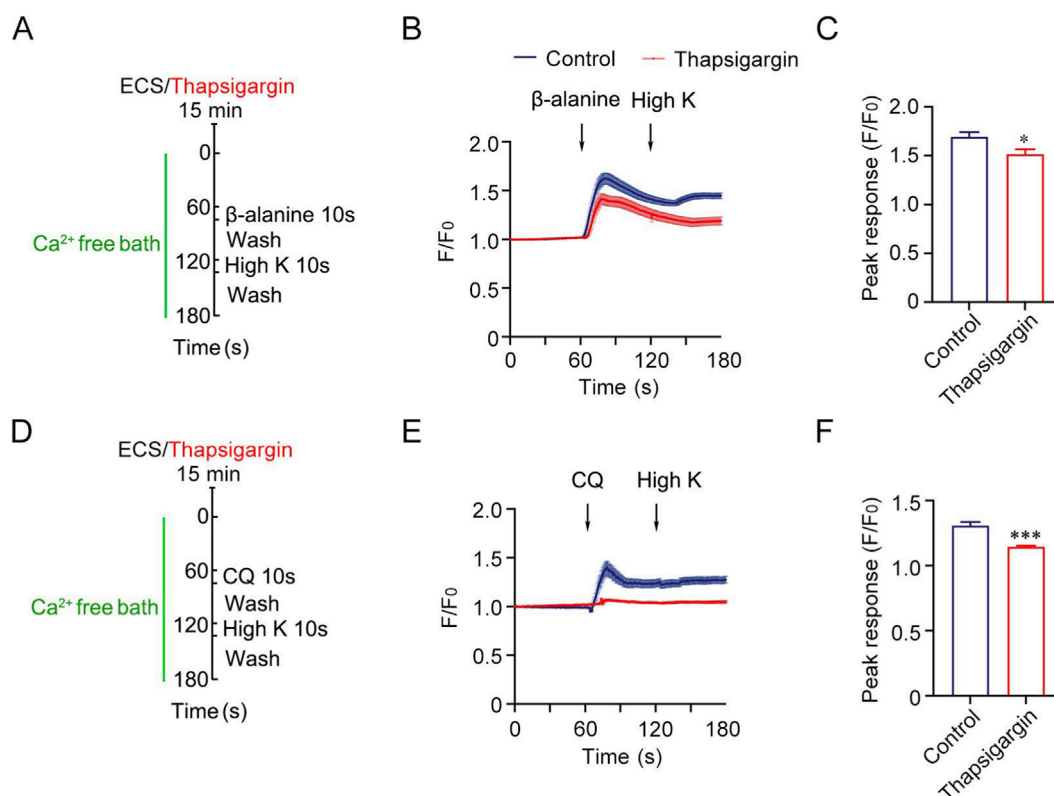 A
ECS/Thapsigargin
15 min
0
60
β-alanine 10s
Wash
Ca²⁺ free bath
120
High K 10s
Wash
180
Time (s)
B
Control
Thapsigargin
β-alanine
High K
2.0
1.5
1.0
0.5
0
F/F₀
0
60
120
180
Time (s)
C
Peak response (F/F₀)
2.0
1.5
1.0
0.5
0
*
Control
Thapsigargin
D
ECS/Thapsigargin
15 min
0
60
CQ 10s
Wash
Ca²⁺ free bath
120
High K 10s
Wash
180
Time (s)
E
CQ
High K
2.0
1.5
1.0
0.5
0
F/F₀
0
60
120
180
Time (s)
F
Peak response (F/F₀)
1.5
1.0
0.5
0
***
Control
Thapsigargin